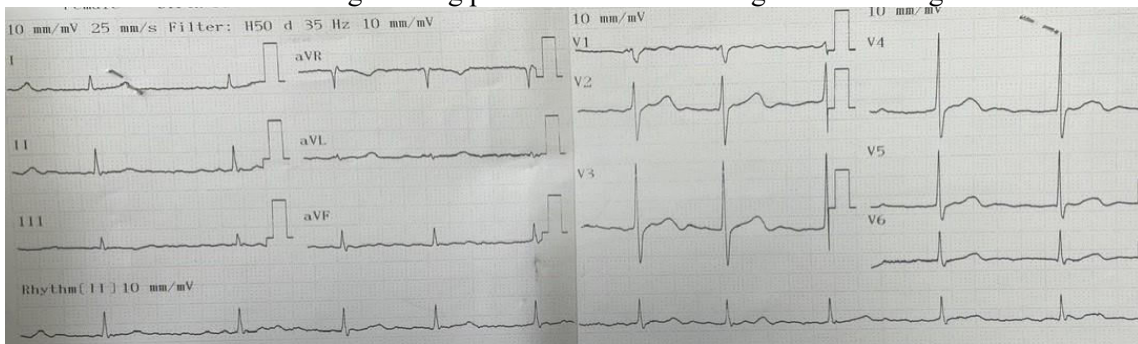 10 mm/mV 25 mm/s Filter: H50 d 35 Hz 10 mm/mV
10 mm/mV
10 mm/mV
I
aVR
V1
V4
V2
II
aVL
V5
V3
III
aVF
V6
Rhythm[II] 10 mm/mV